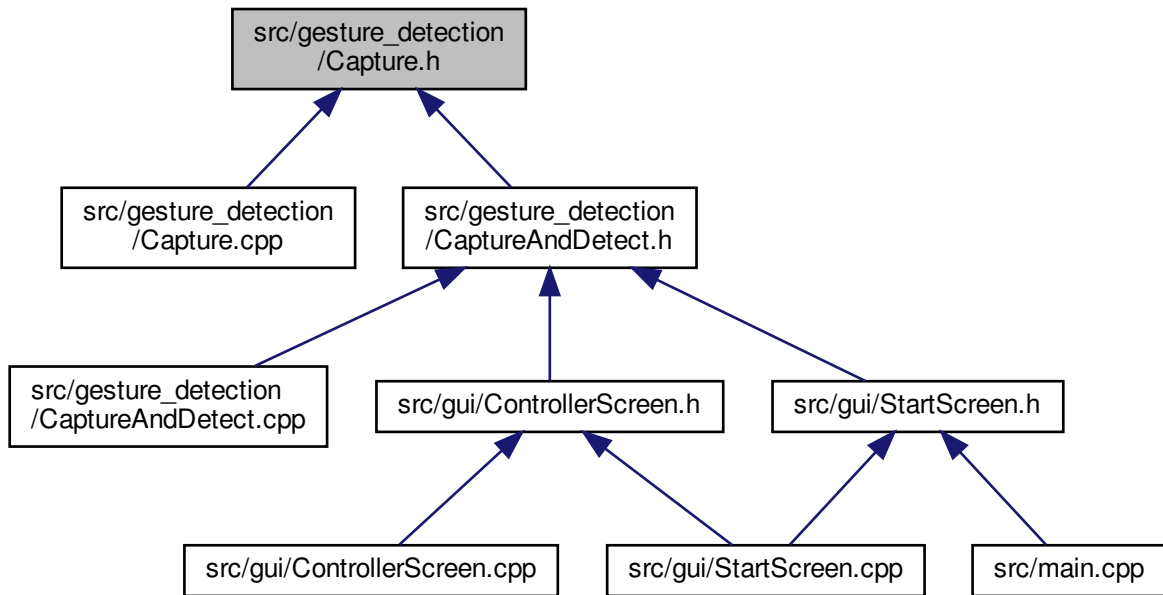 src/gesture_detection
/Capture.h
src/gesture_detection
/Capture.cpp
src/gesture_detection
/CaptureAndDetect.h
src/gesture_detection
/CaptureAndDetect.cpp
src/gui/ControllerScreen.h
src/gui/StartScreen.h
src/gui/ControllerScreen.cpp
src/gui/StartScreen.cpp
src/main.cpp